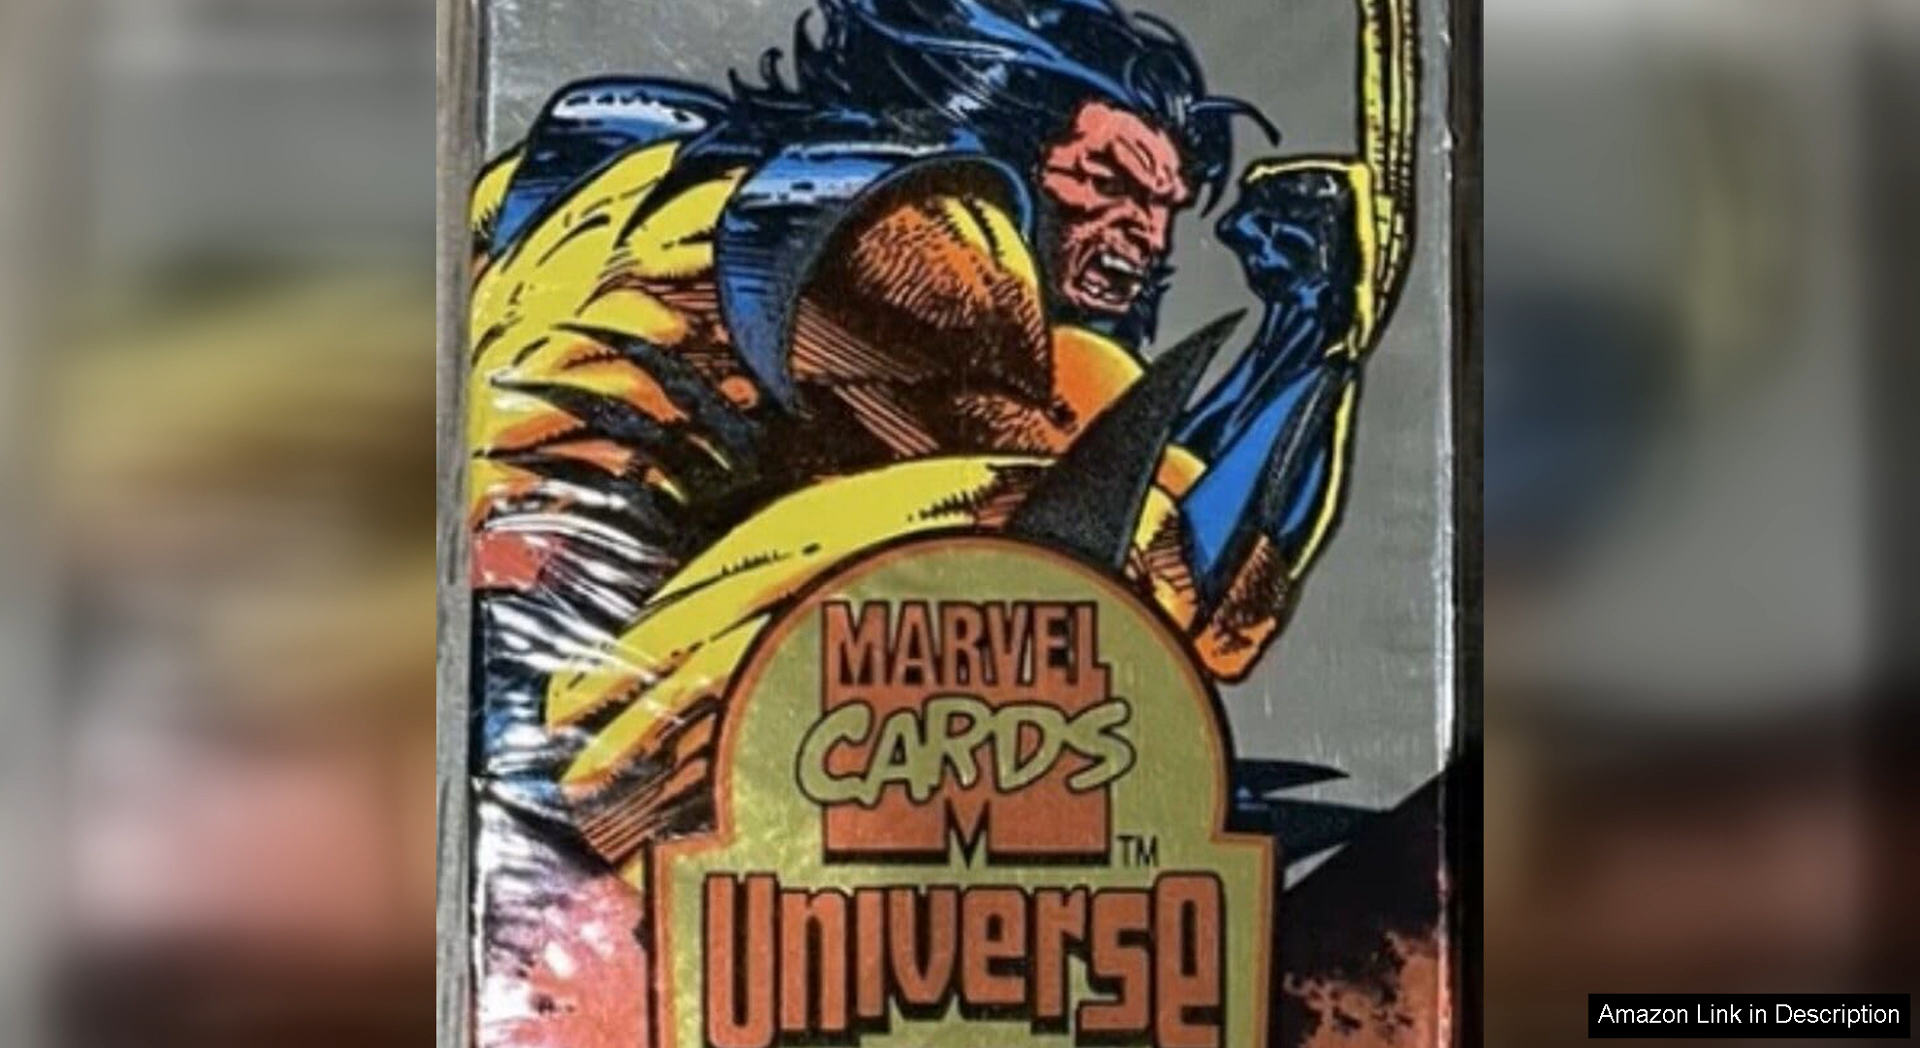 MARVEL
CARDS
M
TM
Universe
Amazon Link in Description